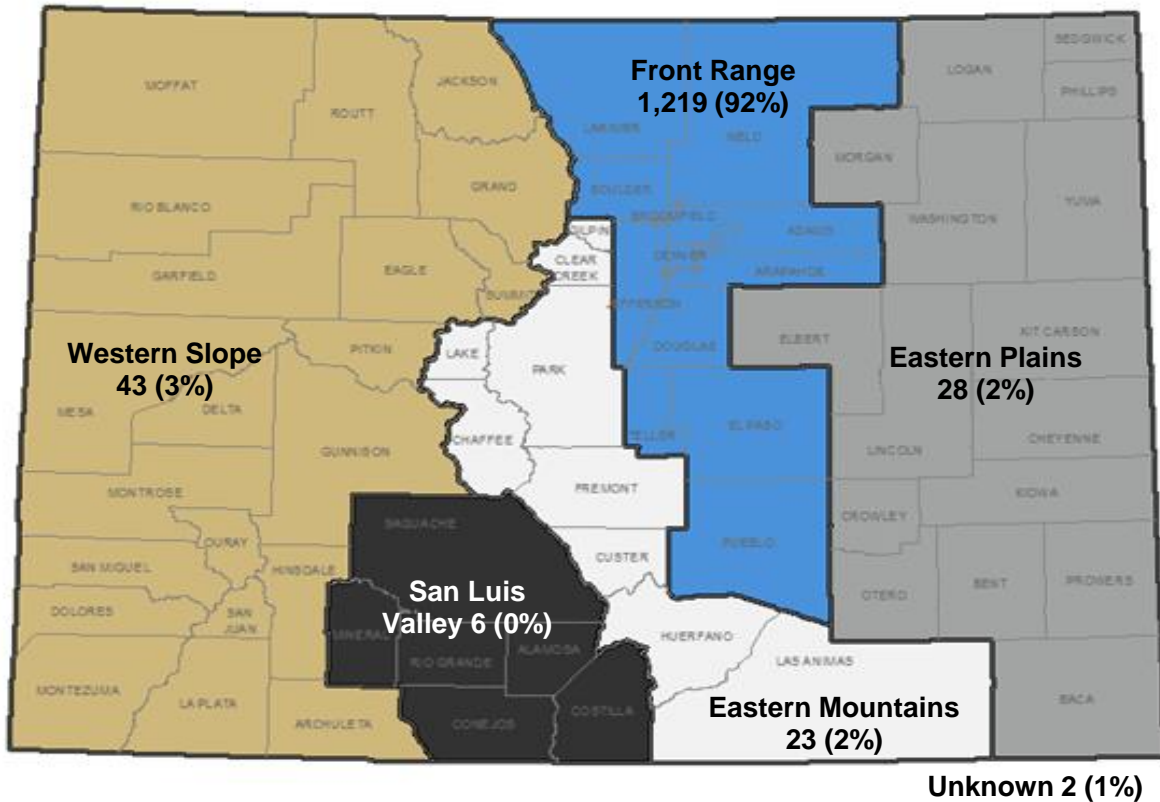 SEDGWICK
LOGAN
PHILLIPS
MOFFAT
JACKSON
ROUTT
Front Range
1,219 (92%)
LARIMER
WELD
MORGAN
GRAND
BOULDER
RIO BLANCO
YUMA
BROOMFIELD
WASHINGTON
GILPIN
ADAMS
CLEAR
CREEK
DENVER
ARAPAHOE
GARFIELD
EAGLE
SUMMIT
JEFFERSON
ELBERT
KIT CARSON
Western Slope
43 (3%)
PITKIN
LAKE
PARK
DOUGLAS
Eastern Plains
28 (2%)
MESA
DELTA
CHAFFEE
TELLER
EL PASO
LINCOLN
CHEYENNE
GUNNISON
MONTROSE
FREMONT
KIOWA
CROWLEY
SAGUACHE
OURAY
PUEBLO
SAN MIGUEL
HINSDALE
CUSTER
BENT
PROWERS
OTERO
San Luis
Valley 6 (0%)
DOLORES
SAN
JUAN
MINERAL
ALAMOSA
HUERFANO
RIO GRANDE
LAS ANIMAS
MONTEZUMA
LA PLATA
ARCHULETA
CONEJOS
COSTILLA
BACA
Eastern Mountains
23 (2%)
Unknown 2 (1%)